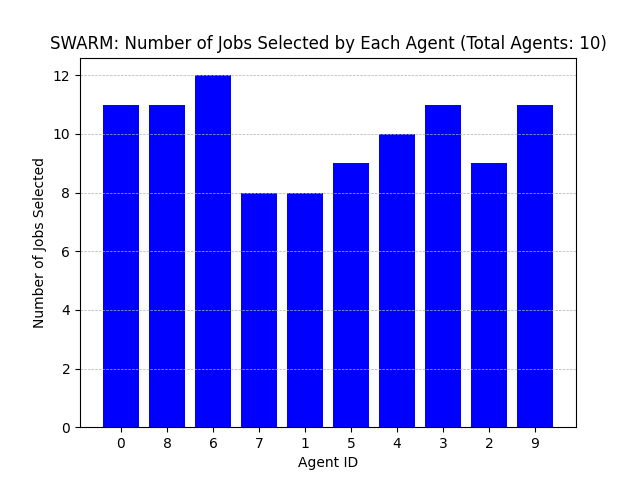 SWARM: Number of Jobs Selected by Each Agent (Total Agents: 10)
12
10
8
6
4
2
0
Number of Jobs Selected
0 8 6 7 1 5 4 3 2 9
Agent ID